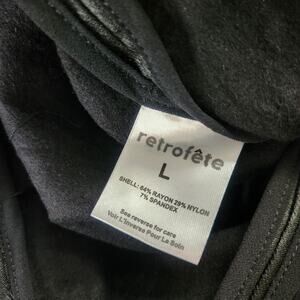 retrofête
L
SHELL: 64% RAYON 29% NYLON
7% SPANDEX
See reverse for care
Voir L'Inverse Pour Le Soin